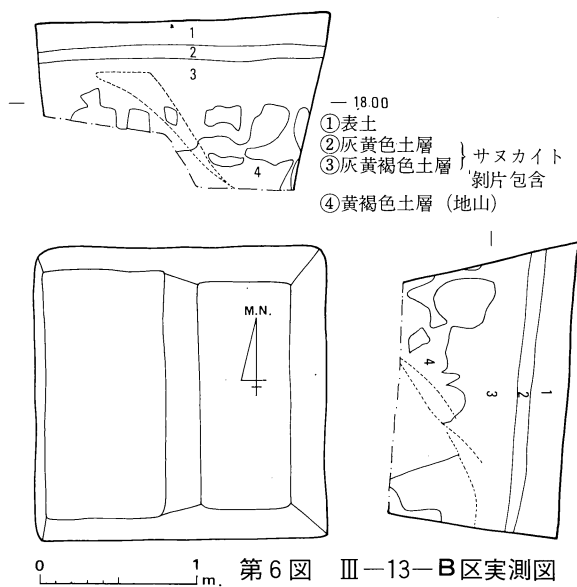 1
2
3
4
18.00
①表土
②灰黄色土層
③灰黄褐色土層
サヌカイト
剝片包含
④黄褐色土層（地山）
M.N.
4
3
2
1
0 1 m.
第6図 Ⅲ－13－B区実測図